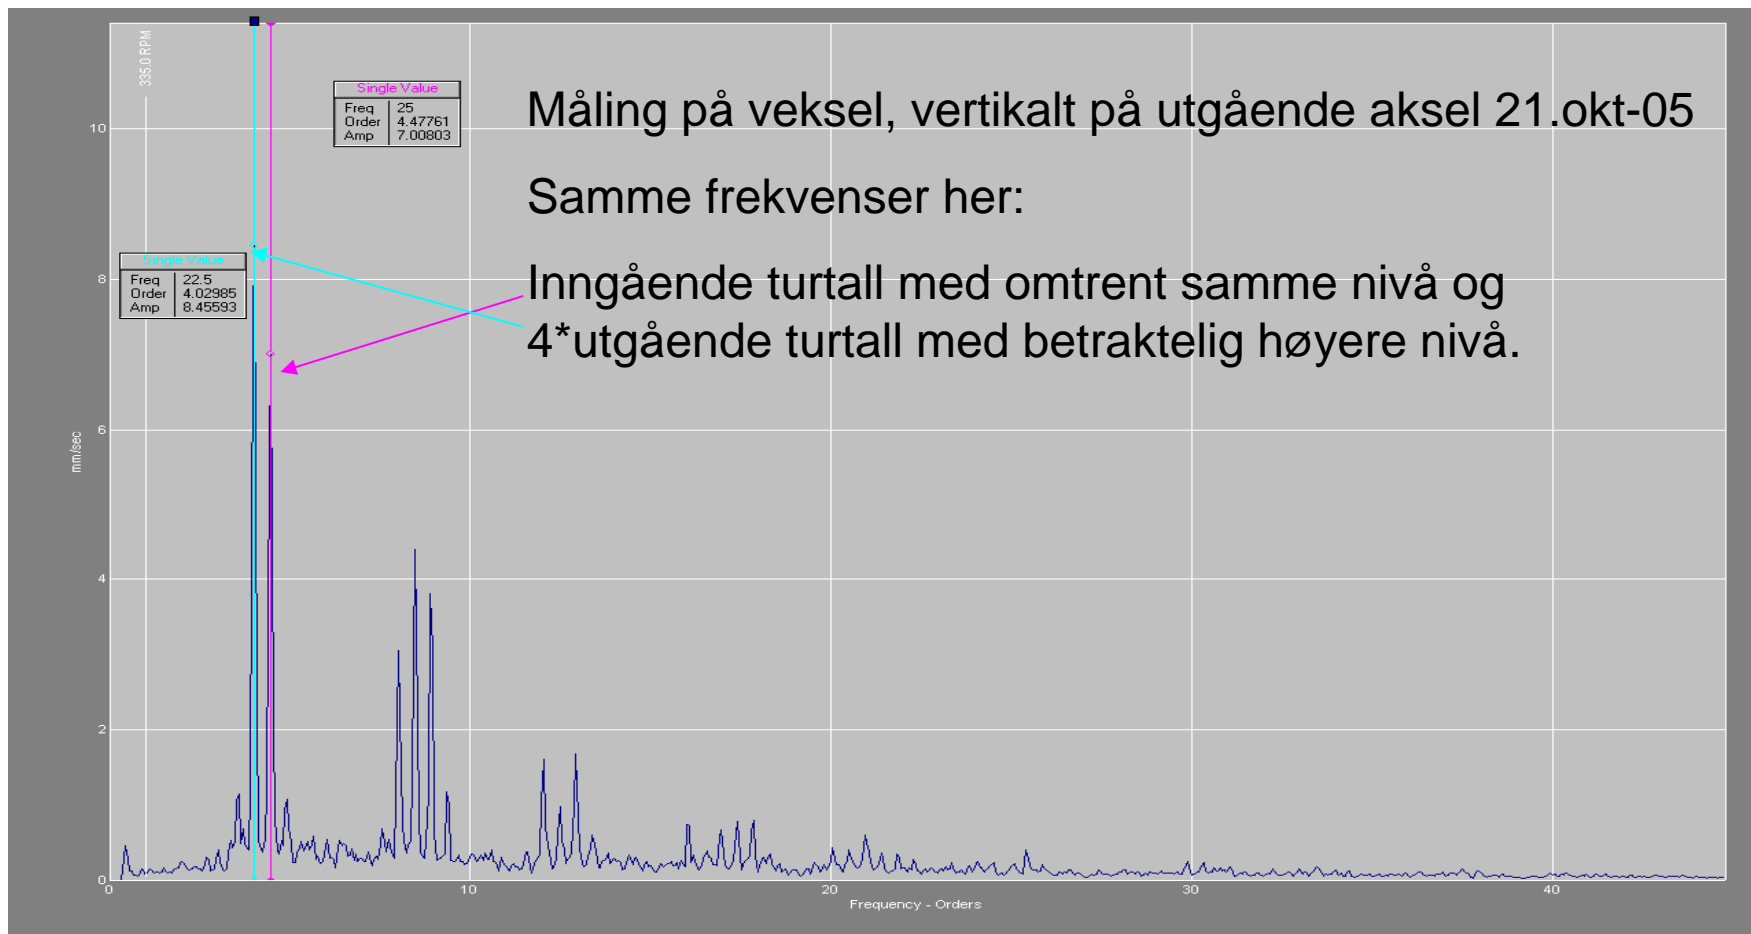 335.0 RPM
Single Value
Freq 25
Order 4.47761
Amp 7.00803
Måling på veksel, vertikalt på utgående aksel 21.okt-05
Samme frekvenser her:
Single Value
Freq 22.5
Order 4.02985
Amp 8.45593
Inngående turtall med omtrent samme nivå og
4*utgående turtall med betraktelig høyere nivå.
10
8
6
4
2
0
mm/sec
0 10 20 30 40
Frequency - Orders